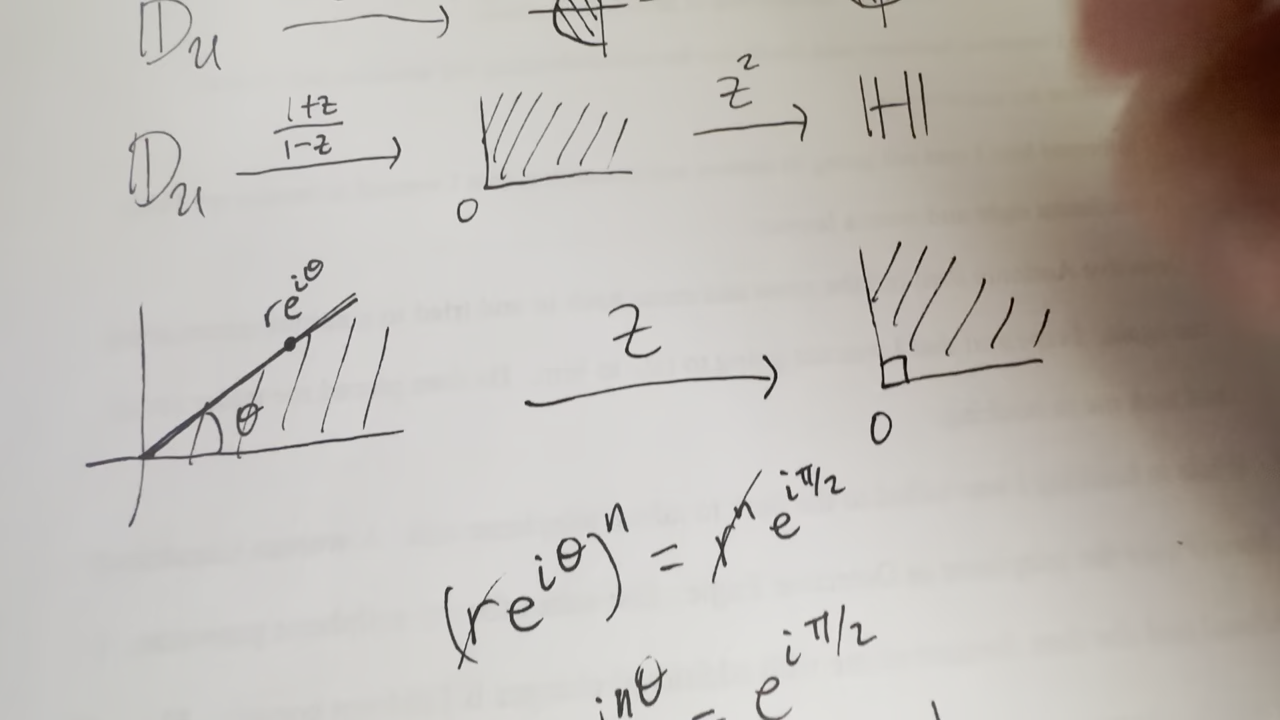 𝔻u ⟶
𝔻u (1+z)/(1-z) ⟶ 0 z² ⟶ ℍ
re^{iθ} θ z ⟶ 0
(re^{iθ})^n = r^n e^{iπ/2}
inθ = e^{iπ/2}